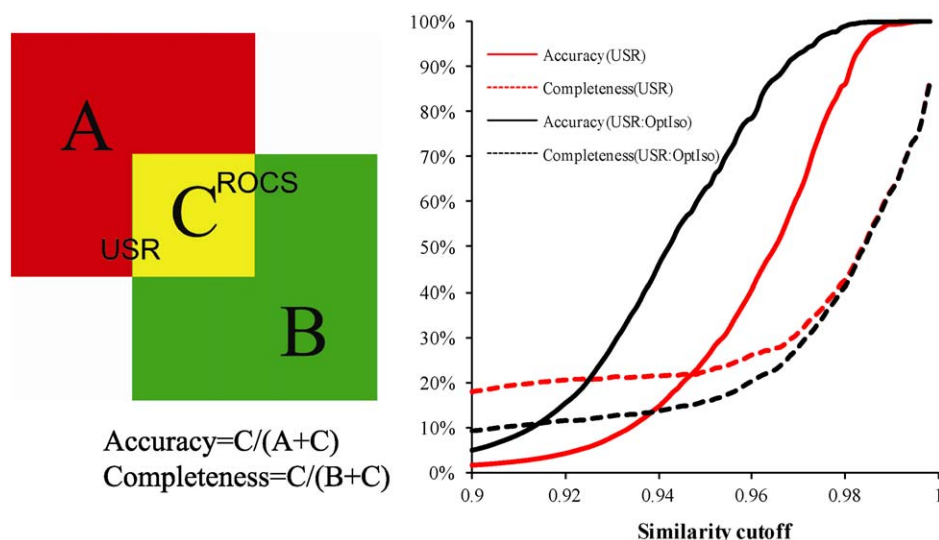 A
C
ROCS
USR
B
Accuracy=C/(A+C)
Completeness=C/(B+C)
100%
90%
80%
70%
60%
50%
40%
30%
20%
10%
0%
Accuracy(USR)
Completeness(USR)
Accuracy(USR:OptIso)
Completeness(USR:OptIso)
0.9
0.92
0.94
0.96
0.98
1
Similarity cutoff